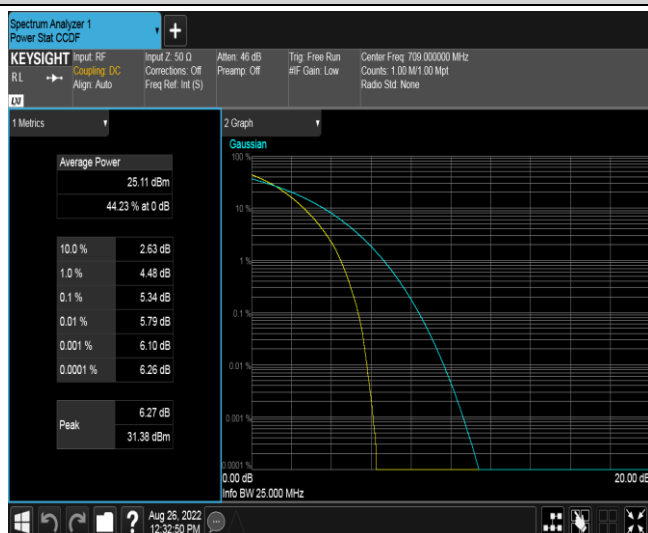 Spectrum Analyzer 1
Power Stat CCDF
+
KEYSIGHT
RL
LXI
Input: RF
Coupling: DC
Align: Auto
Input Z: 50 Ω
Corrections: Off
Freq Ref: Int (S)
Atten: 46 dB
Preamp: Off
Trig: Free Run
#IF Gain: Low
Center Freq: 709.000000 MHz
Counts: 1.00 M/1.00 Mpt
Radio Std: None
1 Metrics
Average Power
25.11 dBm
44.23 % at 0 dB
10.0 % 2.63 dB
1.0 % 4.48 dB
0.1 % 5.34 dB
0.01 % 5.79 dB
0.001 % 6.10 dB
0.0001 % 6.26 dB
Peak
6.27 dB
31.38 dBm
2 Graph
Gaussian
100 %
10 %
1 %
0.1 %
0.01 %
0.001 %
0.0001 %
0.00 dB 20.00 dB
Info BW 25.000 MHz
?
Aug 26, 2022
12:32:50 PM